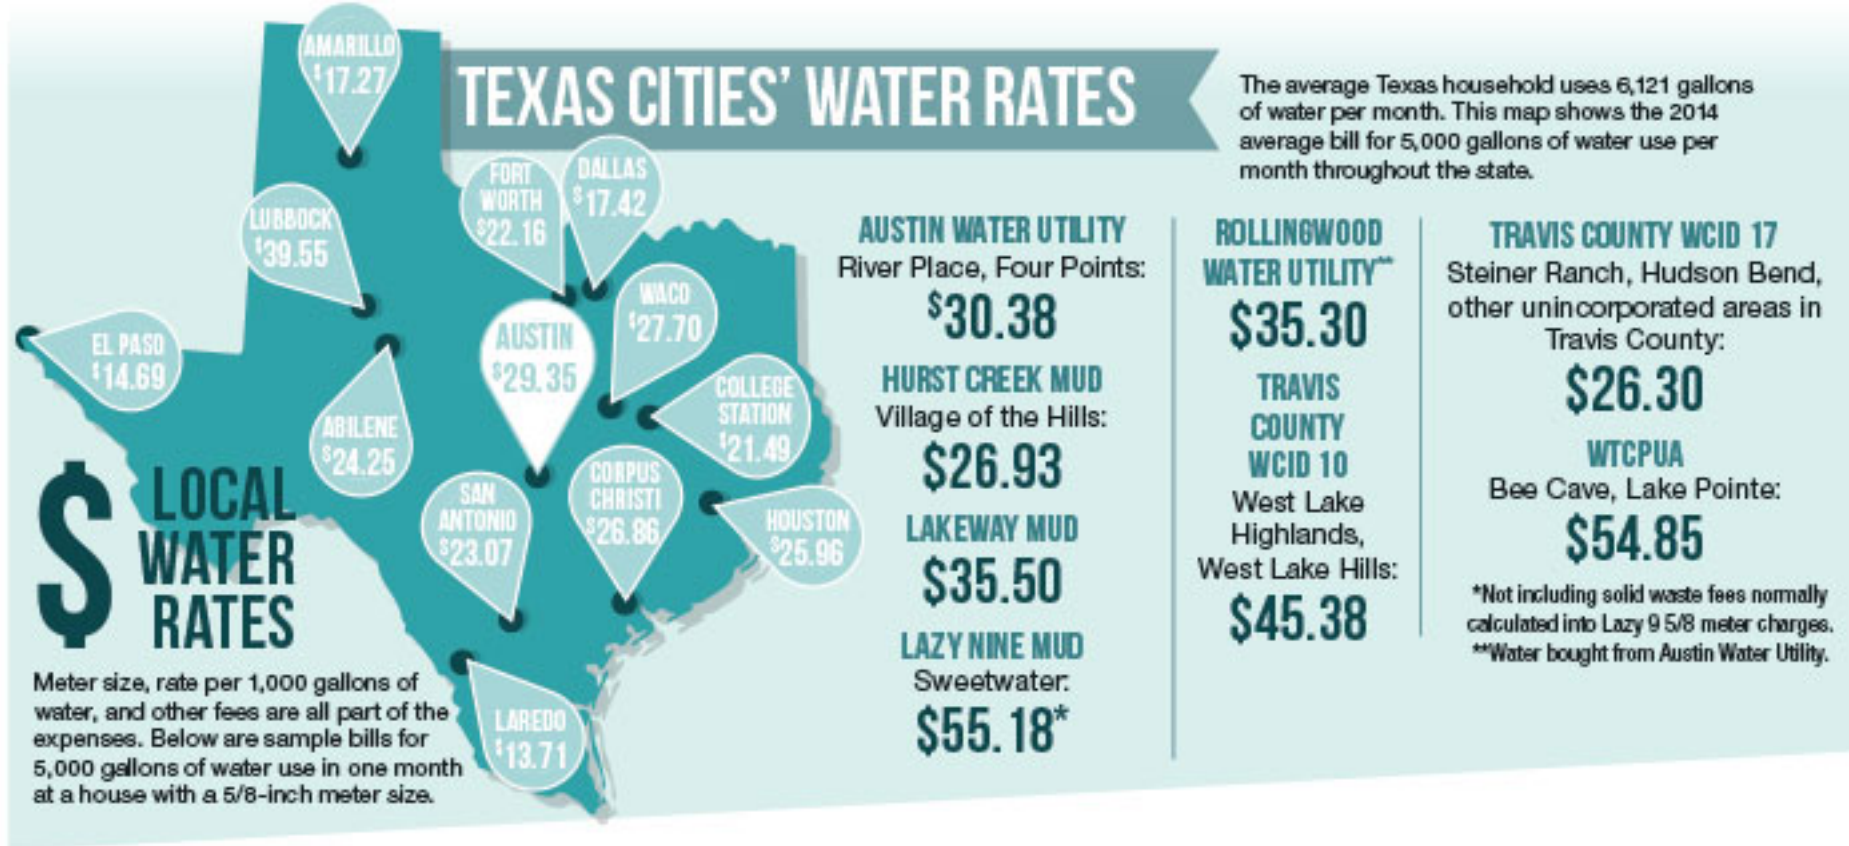 TEXAS CITIES' WATER RATES
The average Texas household uses 6,121 gallons
of water per month. This map shows the 2014
average bill for 5,000 gallons of water use per
month throughout the state.
AMARILLO
$17.27
LUBBOCK
$39.55
FORT
WORTH
$22.16
DALLAS
$17.42
EL PASO
$14.69
ABILENE
$24.25
AUSTIN
$29.35
WACO
$27.70
COLLEGE
STATION
$21.49
SAN
ANTONIO
$23.07
CORPUS
CHRISTI
$26.86
HOUSTON
$25.96
LAREDO
$13.71
$ LOCAL
WATER
RATES
Meter size, rate per 1,000 gallons of
water, and other fees are all part of the
expenses. Below are sample bills for
5,000 gallons of water use in one month
at a house with a 5/8-inch meter size.
AUSTIN WATER UTILITY
River Place, Four Points:
$30.38
HURST CREEK MUD
Village of the Hills:
$26.93
LAKEWAY MUD
$35.50
LAZY NINE MUD
Sweetwater:
$55.18*
ROLLINGWOOD
WATER UTILITY**
$35.30
TRAVIS
COUNTY
WCID 10
West Lake
Highlands,
West Lake Hills:
$45.38
TRAVIS COUNTY WCID 17
Steiner Ranch, Hudson Bend,
other unincorporated areas in
Travis County:
$26.30
WTCPUA
Bee Cave, Lake Pointe:
$54.85
*Not including solid waste fees normally
calculated into Lazy 9 5/8 meter charges.
**Water bought from Austin Water Utility.